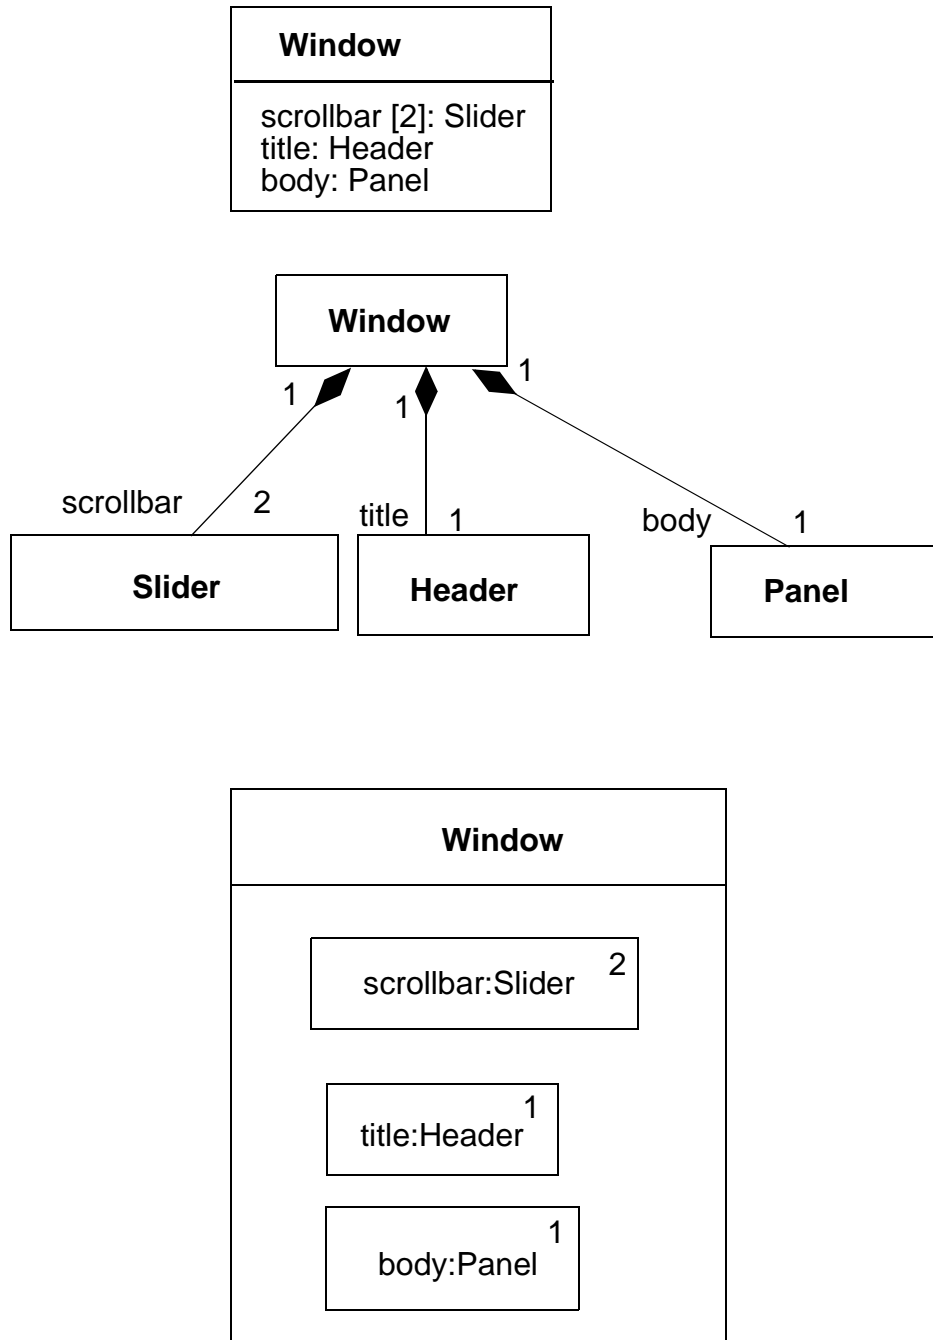 Window
scrollbar [2]: Slider
title: Header
body: Panel
Window
1
1
1
scrollbar
2
title
1
body
1
Slider
Header
Panel
Window
scrollbar:Slider
2
title:Header
1
body:Panel
1